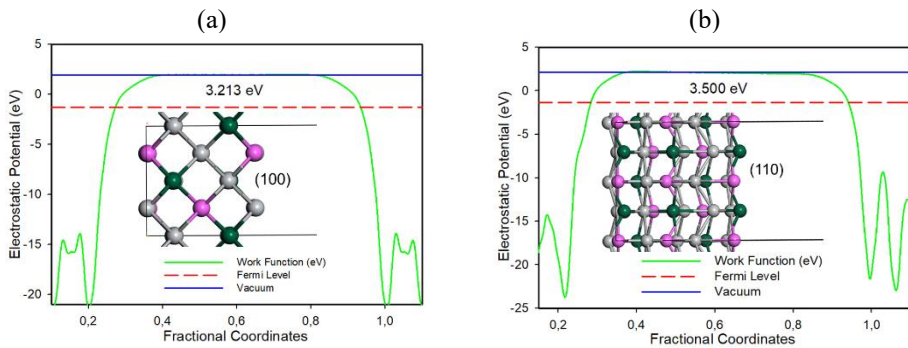 (a)
5
0
-5
-10
-15
-20
Electrostatic Potential (eV)
3.213 eV
(100)
Work Function (eV)
Fermi Level
Vacuum
0,2 0,4 0,6 0,8 1,0
Fractional Coordinates
(b)
5
0
-5
-10
-15
-20
-25
Electrostatic Potential (eV)
3.500 eV
(110)
Work Function (eV)
Fermi Level
Vacuum
0,2 0,4 0,6 0,8 1,0
Fractional Coordinates